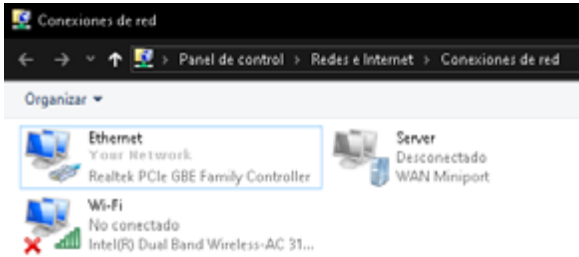 Conexiones de red
Panel de control > Redes e Internet > Conexiones de red
Organizar
Ethernet
Your Network
Realtek PCIe GBE Family Controller
Server
Desconectado
WAN Miniport
Wi-Fi
No conectado
Intel(R) Dual Band Wireless-AC 31...